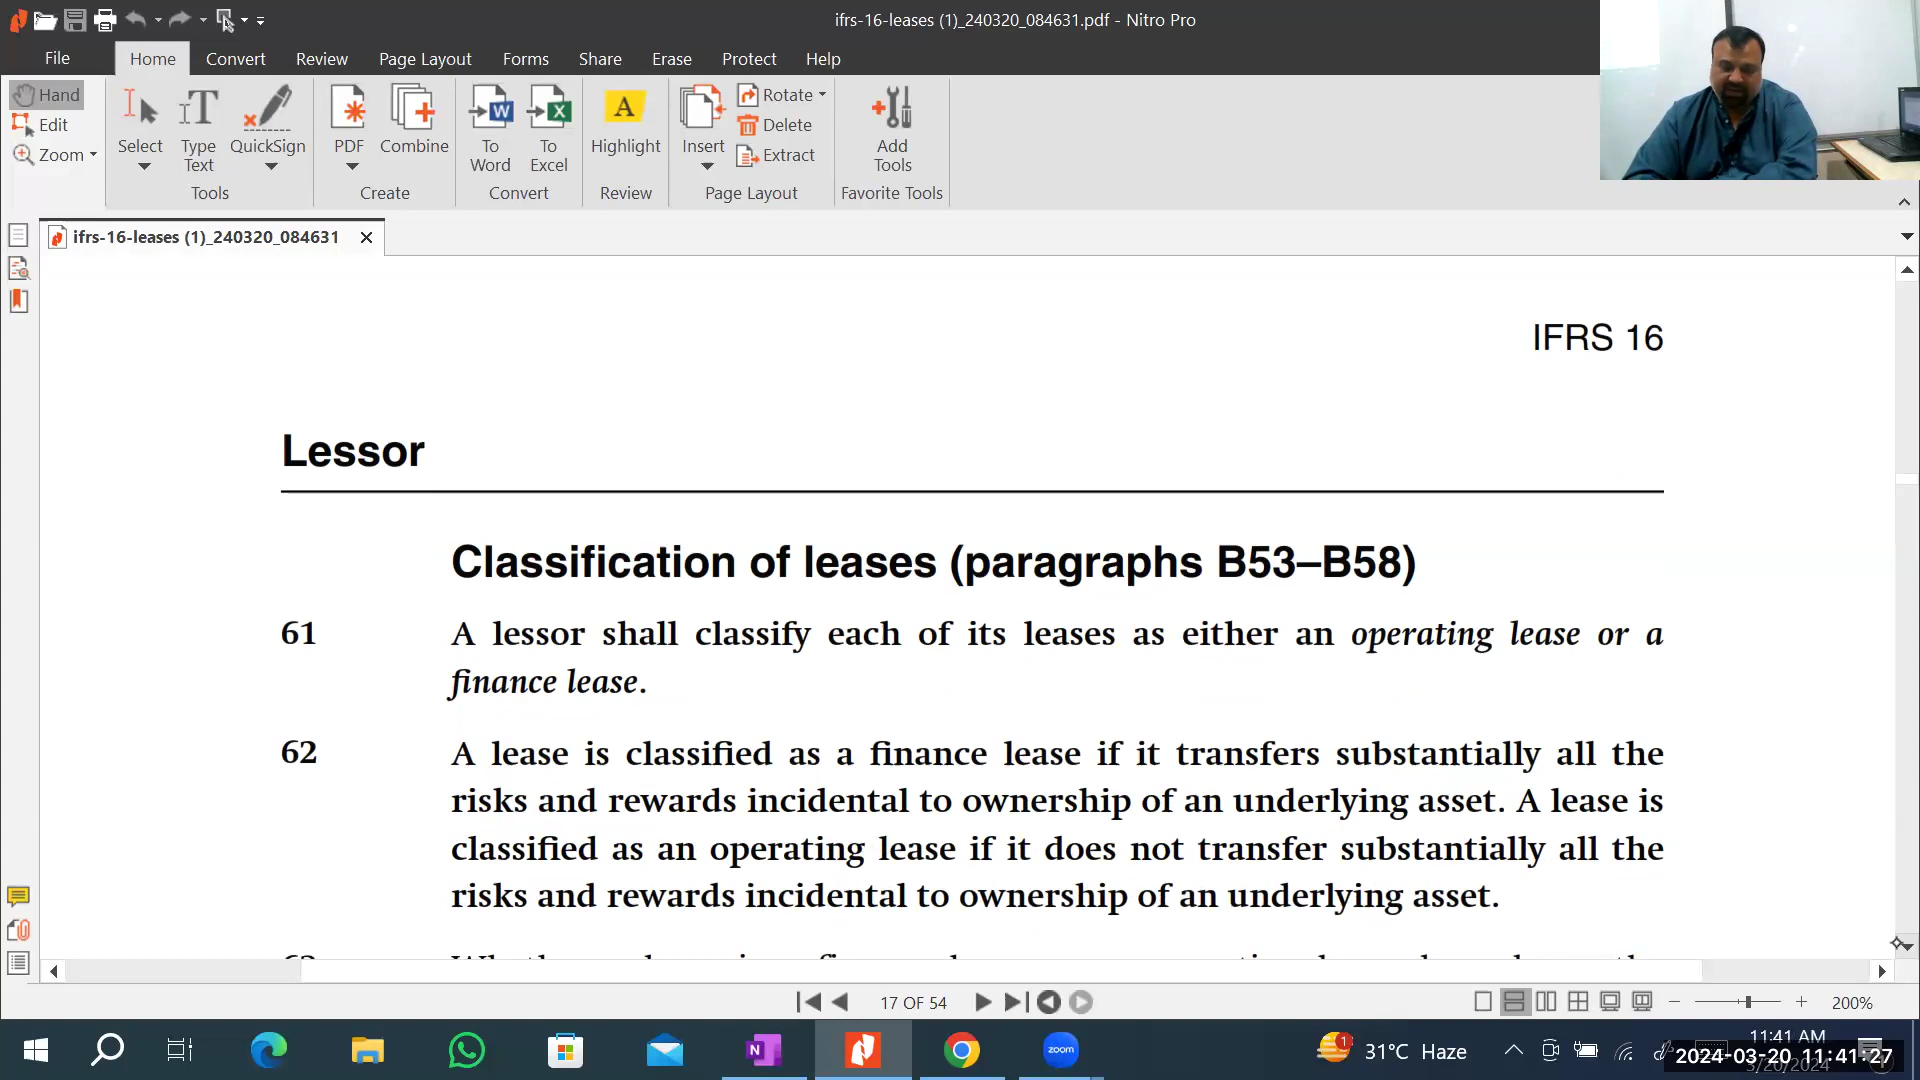 ifrs-16-leases (1)_240320_084631.pdf - Nitro Pro
File
Home
Convert
Review
Page Layout
Forms
Share
Erase
Protect
Help
Hand
Edit
Zoom
Select
Type Text
QuickSign
Tools
PDF
Combine
Create
To Word
To Excel
Convert
Highlight
Review
Insert
Rotate
Delete
Extract
Page Layout
Add Tools
Favorite Tools
ifrs-16-leases (1)_240320_084631
IFRS 16
Lessor
Classification of leases (paragraphs B53–B58)
61 A lessor shall classify each of its leases as either an operating lease or a
finance lease.
62 A lease is classified as a finance lease if it transfers substantially all the
risks and rewards incidental to ownership of an underlying asset. A lease is
classified as an operating lease if it does not transfer substantially all the
risks and rewards incidental to ownership of an underlying asset.
17 OF 54
200%
31°C Haze
11:41 AM
2024-03-20 11:41:27
3/20/2024
zoom